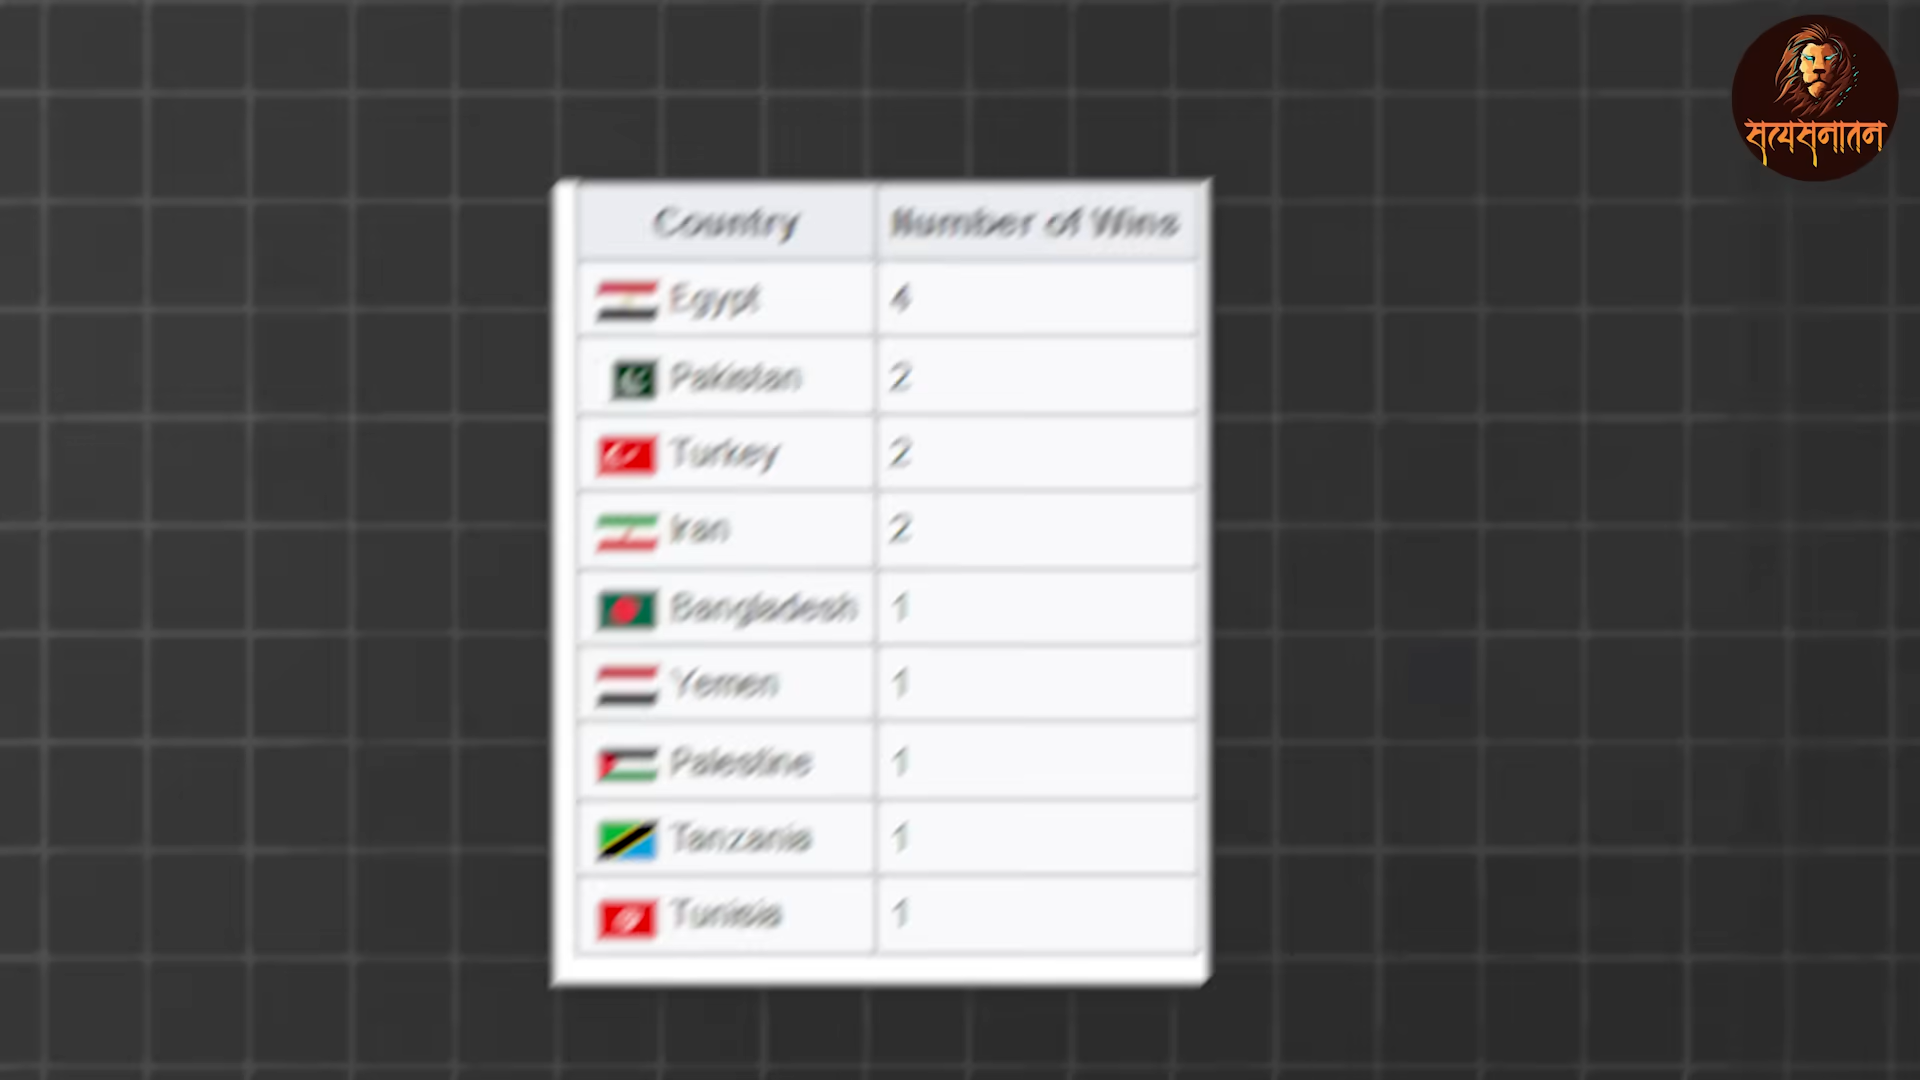 सत्यसनातन
Country Number of Wins
Egypt 4
Pakistan 2
Turkey 2
Iran 2
Bangladesh 1
Yemen 1
Palestine 1
Tanzania 1
Tunisia 1